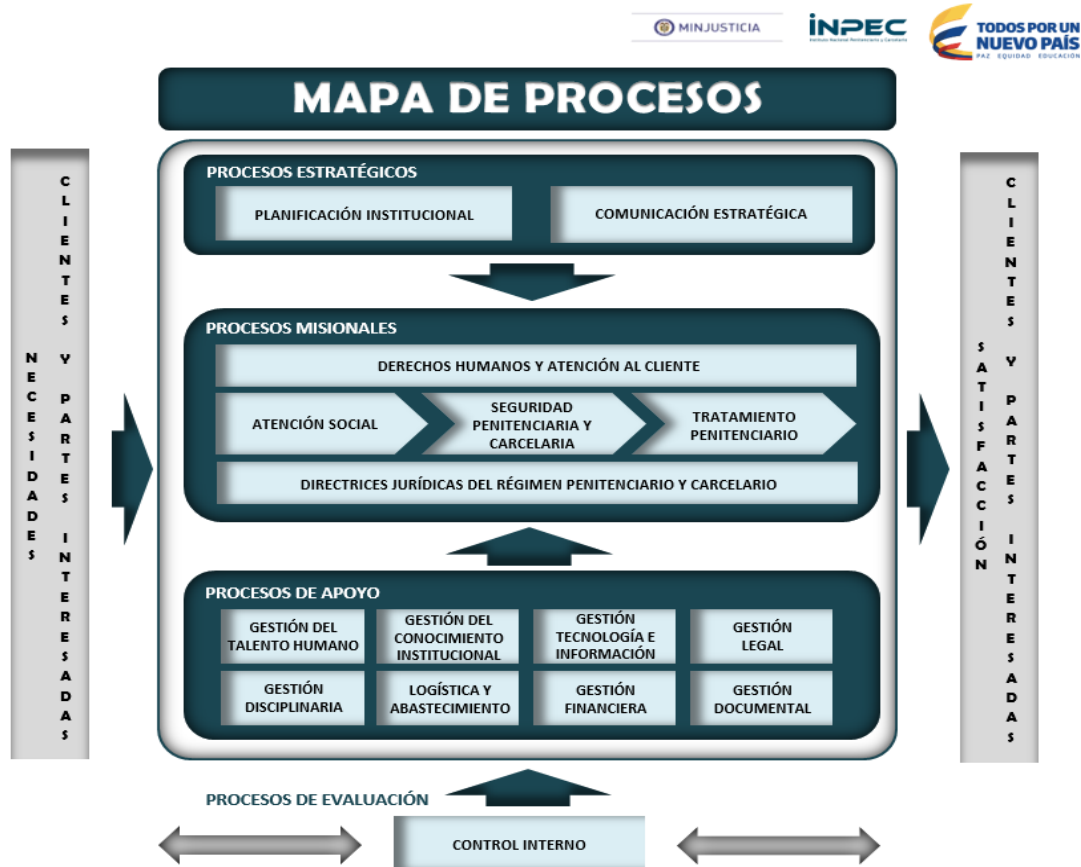 MINJUSTICIA
INPEC
Instituto Nacional Penitenciario y Carcelario
TODOS POR UN
NUEVO PAÍS
PAZ EQUIDAD EDUCACIÓN
MAPA DE PROCESOS
NECESIDADES
CLIENTES Y PARTES INTERESADAS
PROCESOS ESTRATÉGICOS
PLANIFICACIÓN INSTITUCIONAL
COMUNICACIÓN ESTRATÉGICA
PROCESOS MISIONALES
DERECHOS HUMANOS Y ATENCIÓN AL CLIENTE
ATENCIÓN SOCIAL
SEGURIDAD
PENITENCIARIA Y
CARCELARIA
TRATAMIENTO
PENITENCIARIO
DIRECTRICES JURÍDICAS DEL RÉGIMEN PENITENCIARIO Y CARCELARIO
PROCESOS DE APOYO
GESTIÓN DEL
TALENTO HUMANO
GESTIÓN DEL
CONOCIMIENTO
INSTITUCIONAL
GESTIÓN
TECNOLOGÍA E
INFORMACIÓN
GESTIÓN
LEGAL
GESTIÓN
DISCIPLINARIA
LOGÍSTICA Y
ABASTECIMIENTO
GESTIÓN
FINANCIERA
GESTIÓN
DOCUMENTAL
SATISFACCIÓN
CLIENTES Y PARTES INTERESADAS
PROCESOS DE EVALUACIÓN
CONTROL INTERNO